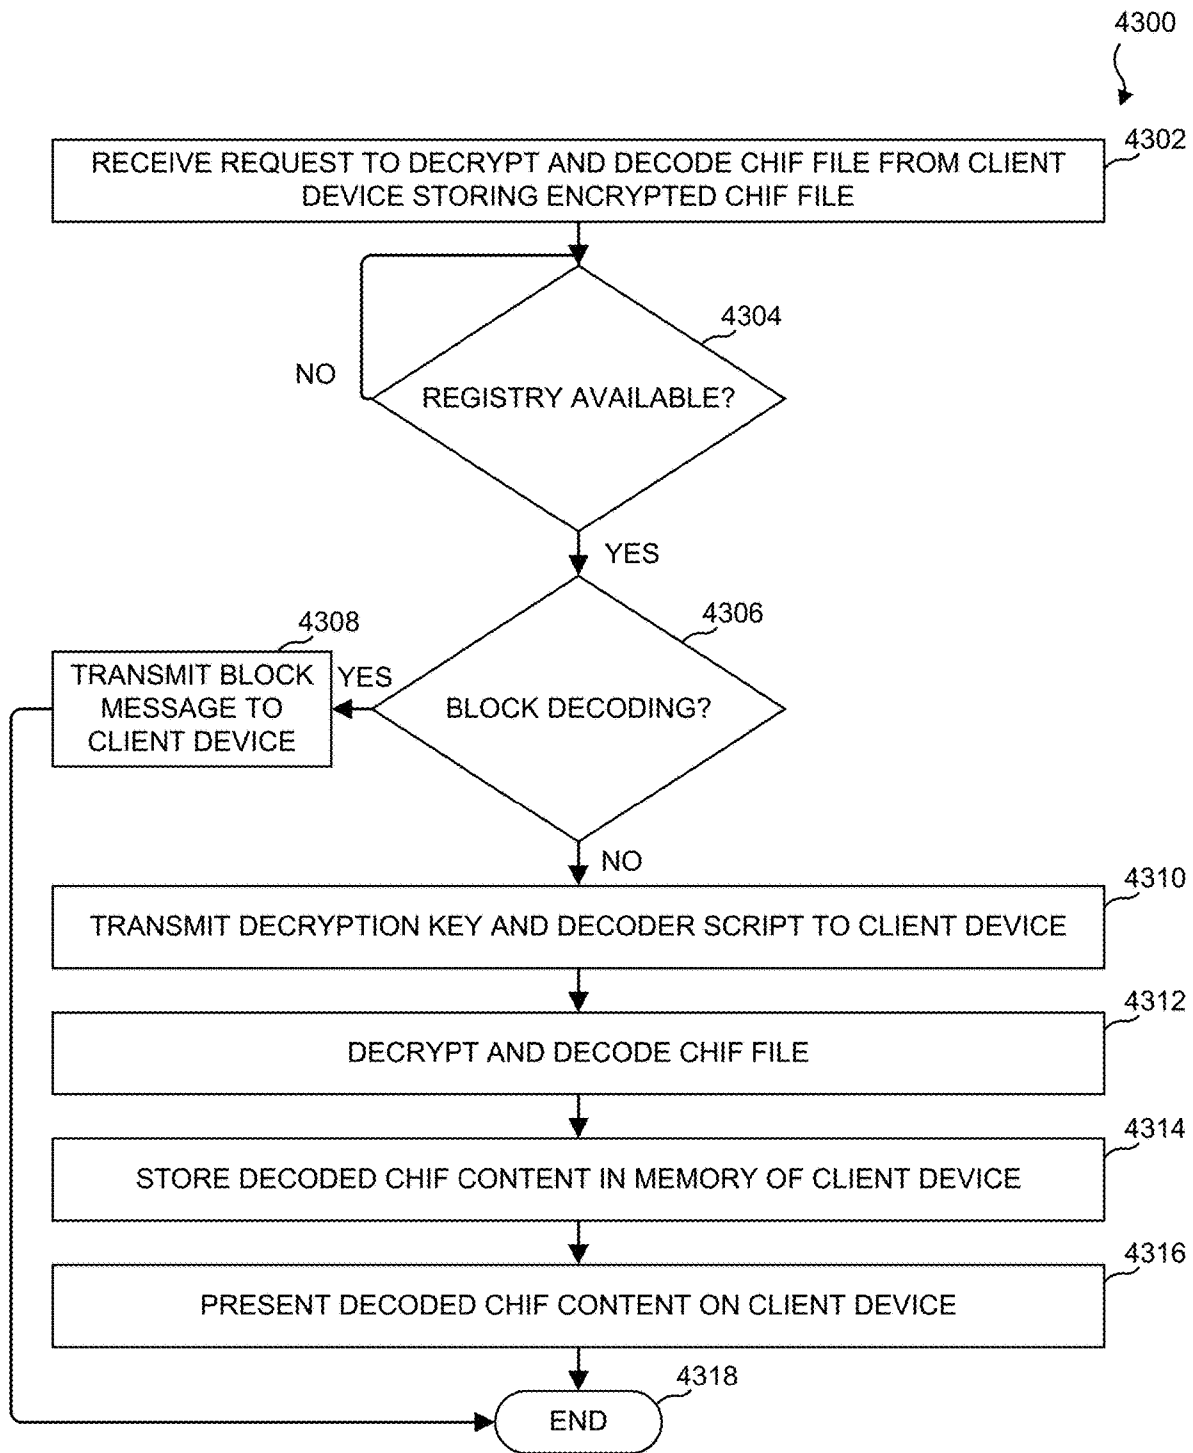 4300
4302
RECEIVE REQUEST TO DECRYPT AND DECODE CHIF FILE FROM CLIENT
DEVICE STORING ENCRYPTED CHIF FILE
4304
NO
REGISTRY AVAILABLE?
YES
4306
4308
TRANSMIT BLOCK
MESSAGE TO
CLIENT DEVICE
YES
BLOCK DECODING?
NO
4310
TRANSMIT DECRYPTION KEY AND DECODER SCRIPT TO CLIENT DEVICE
4312
DECRYPT AND DECODE CHIF FILE
4314
STORE DECODED CHIF CONTENT IN MEMORY OF CLIENT DEVICE
4316
PRESENT DECODED CHIF CONTENT ON CLIENT DEVICE
4318
END